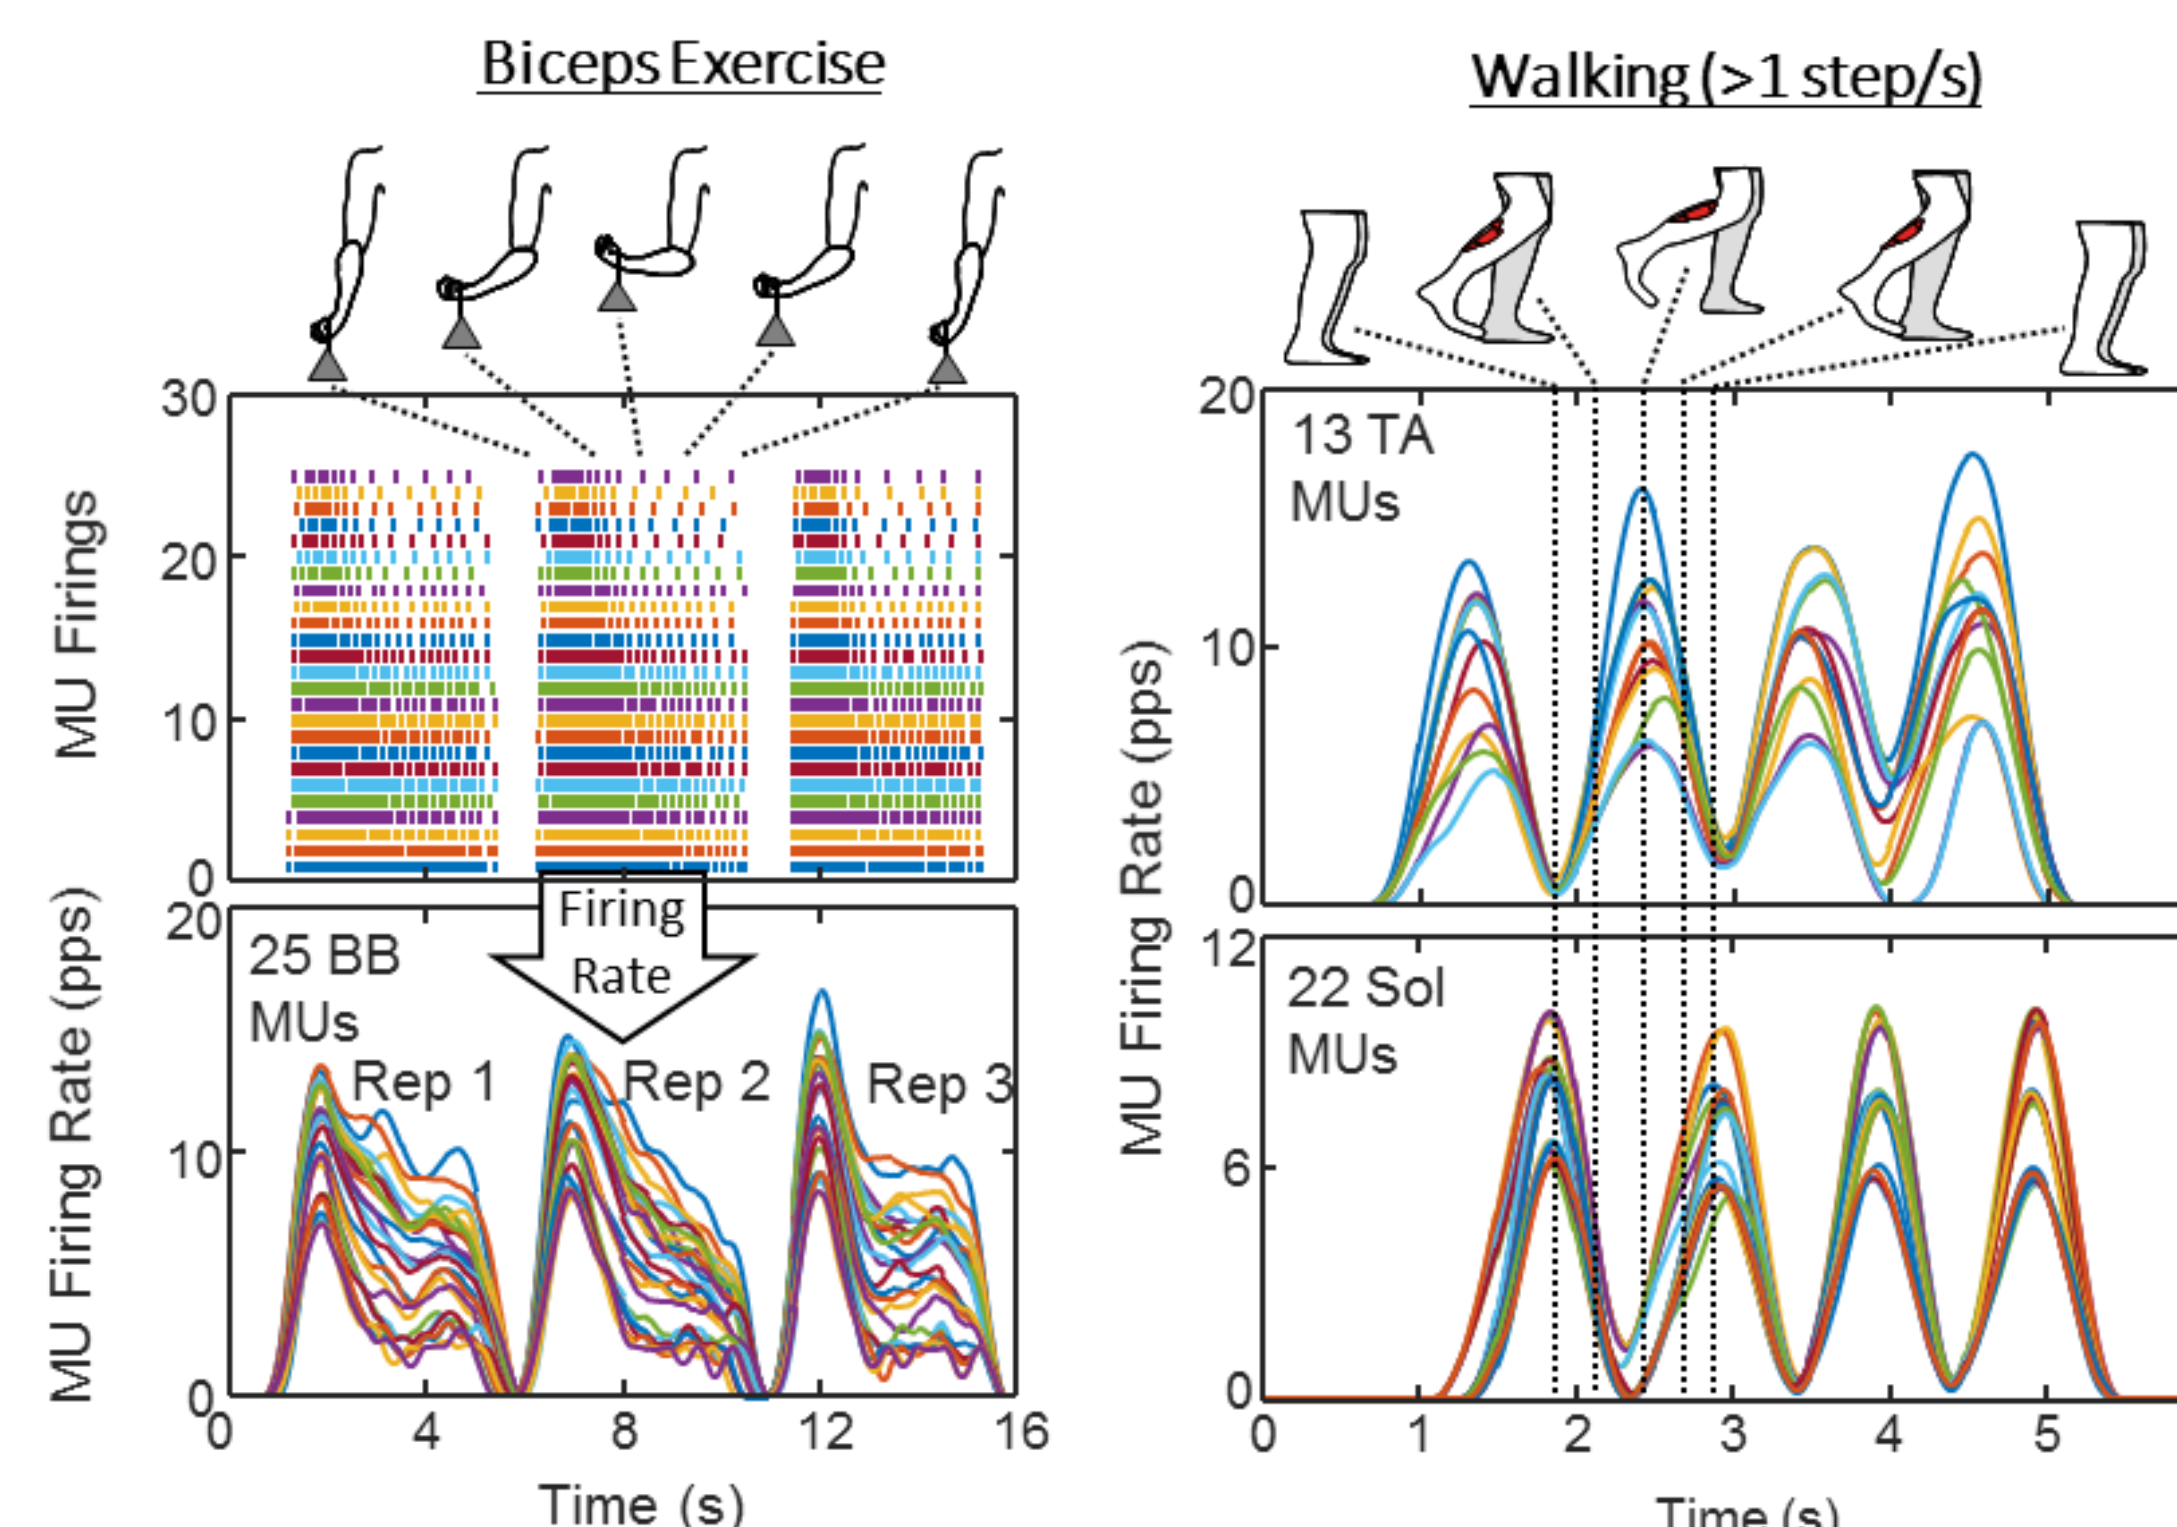 Biceps Exercise
30
20
10
0
MU Firings
Firing
Rate
20
10
0
MU Firing Rate (pps)
25 BB
MUs
Rep 1
Rep 2
Rep 3
0
4
8
12
16
Time (s)
Walking (>1 step/s)
20
10
0
13 TA
MUs
MU Firing Rate (pps)
12
6
0
22 Sol
MUs
0
1
2
3
4
5
Time (s)